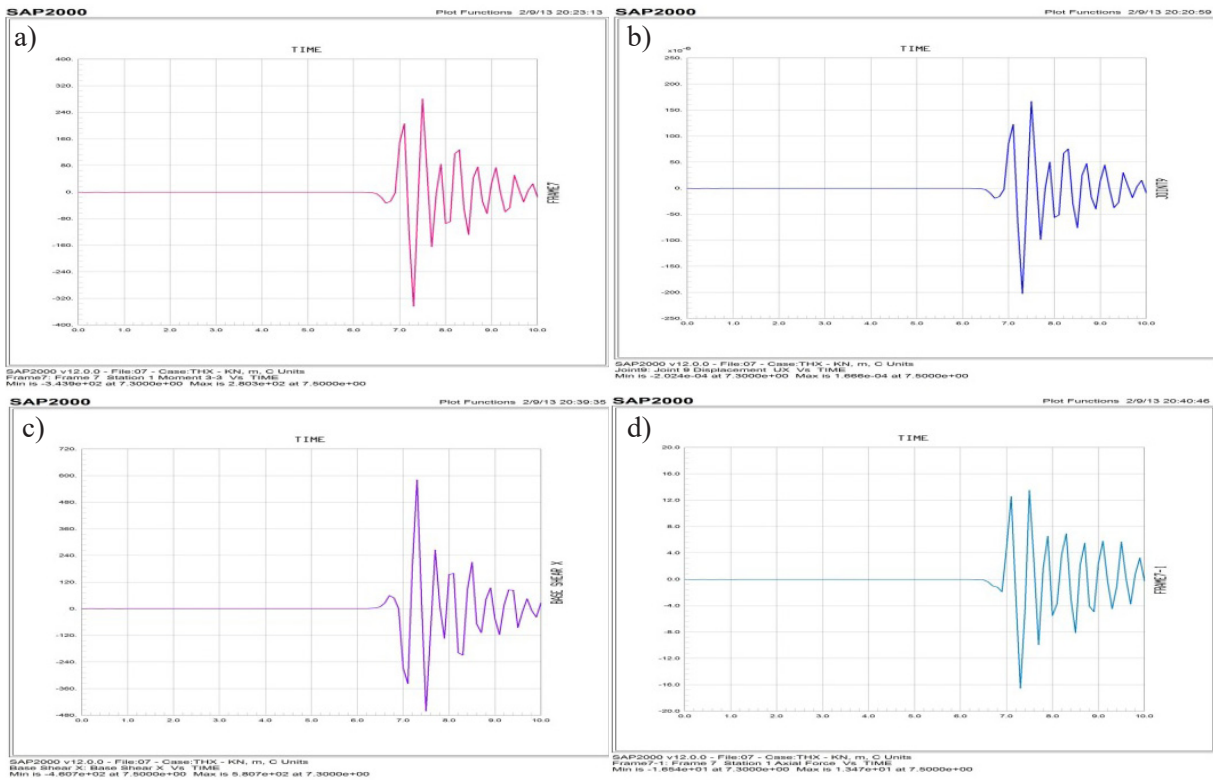 SAP2000 Plot Functions 2/9/13 20:23:13
a)
TIME
400.
320.
240.
160.
80.
0.
-80.
-160.
-240.
-320.
-400.
0.0 1.0 2.0 3.0 4.0 5.0 6.0 7.0 8.0 9.0 10.0
FRAME7
SAP2000 v12.0.0 - File:07 - Case:THX - KN, m, C Units
Frame7: Frame 7 Station 1 Moment 3-3 Vs TIME
Min is -3.439e+02 at 7.3000e+00 Max is 2.803e+02 at 7.5000e+00
SAP2000 Plot Functions 2/9/13 20:20:59
b)
TIME
x10⁻⁶
250.
200.
150.
100.
50.
0.
-50.
-100.
-150.
-200.
-250.
0.0 1.0 2.0 3.0 4.0 5.0 6.0 7.0 8.0 9.0 10.0
JOINT9
SAP2000 v12.0.0 - File:07 - Case:THX - KN, m, C Units
Joint9: Joint 9 Displacement UX Vs TIME
Min is -2.024e-04 at 7.3000e+00 Max is 1.666e-04 at 7.5000e+00
SAP2000 Plot Functions 2/9/13 20:39:35
c)
TIME
720.
600.
480.
360.
240.
120.
0.
-120.
-240.
-360.
-480.
0.0 1.0 2.0 3.0 4.0 5.0 6.0 7.0 8.0 9.0 10.0
BASE SHEAR X
SAP2000 v12.0.0 - File:07 - Case:THX - KN, m, C Units
Base Shear X: Base Shear X Vs TIME
Min is -4.607e+02 at 7.5000e+00 Max is 5.807e+02 at 7.3000e+00
SAP2000 Plot Functions 2/9/13 20:40:46
d)
TIME
20.0
16.0
12.0
8.0
4.0
0.0
-4.0
-8.0
-12.0
-16.0
-20.0
0.0 1.0 2.0 3.0 4.0 5.0 6.0 7.0 8.0 9.0 10.0
FRAME7-1
SAP2000 v12.0.0 - File:07 - Case:THX - KN, m, C Units
Frame7-1: Frame 7 Station 1 Axial Force Vs TIME
Min is -1.654e+01 at 7.3000e+00 Max is 1.347e+01 at 7.5000e+00